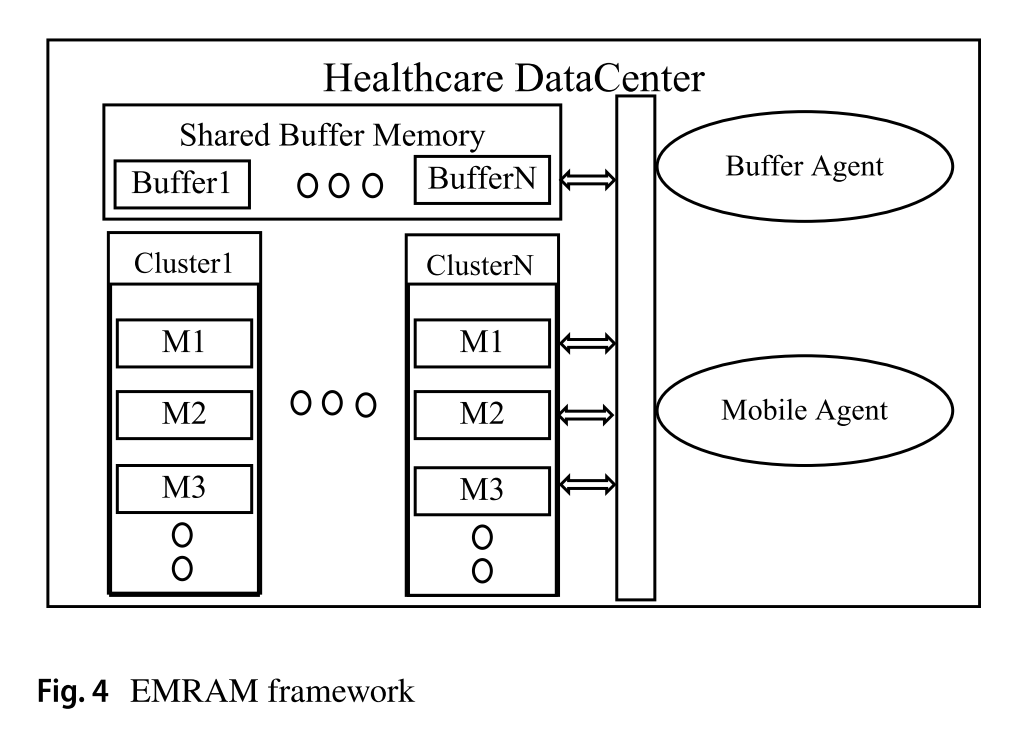 Healthcare DataCenter
Shared Buffer Memory
Buffer1
BufferN
Buffer Agent
Cluster1
ClusterN
M1
M1
M2
M2
Mobile Agent
M3
M3
Fig. 4 EMRAM framework